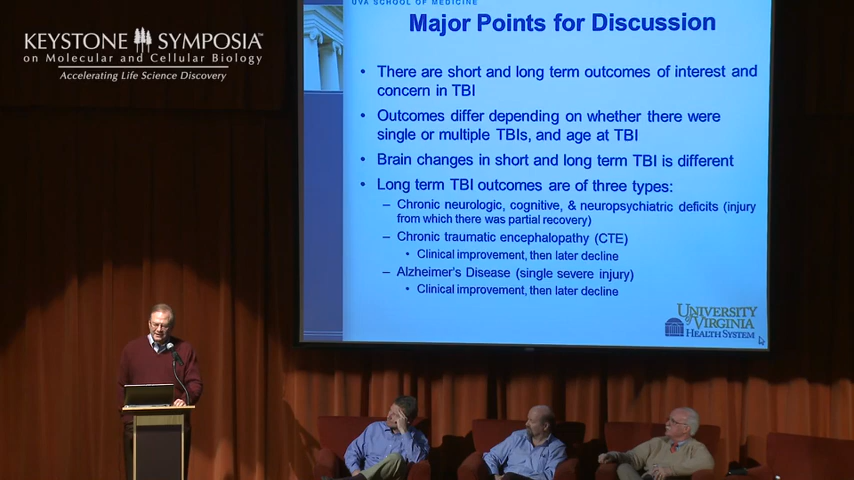 KEYSTONE SYMPOSIA™
on Molecular and Cellular Biology
Accelerating Life Science Discovery
UVA SCHOOL OF MEDICINE
Major Points for Discussion
• There are short and long term outcomes of interest and
concern in TBI
• Outcomes differ depending on whether there were
single or multiple TBIs, and age at TBI
• Brain changes in short and long term TBI is different
• Long term TBI outcomes are of three types:
– Chronic neurologic, cognitive, & neuropsychiatric deficits (injury
from which there was partial recovery)
– Chronic traumatic encephalopathy (CTE)
• Clinical improvement, then later decline
– Alzheimer's Disease (single severe injury)
• Clinical improvement, then later decline
UNIVERSITY
of VIRGINIA
HEALTH SYSTEM